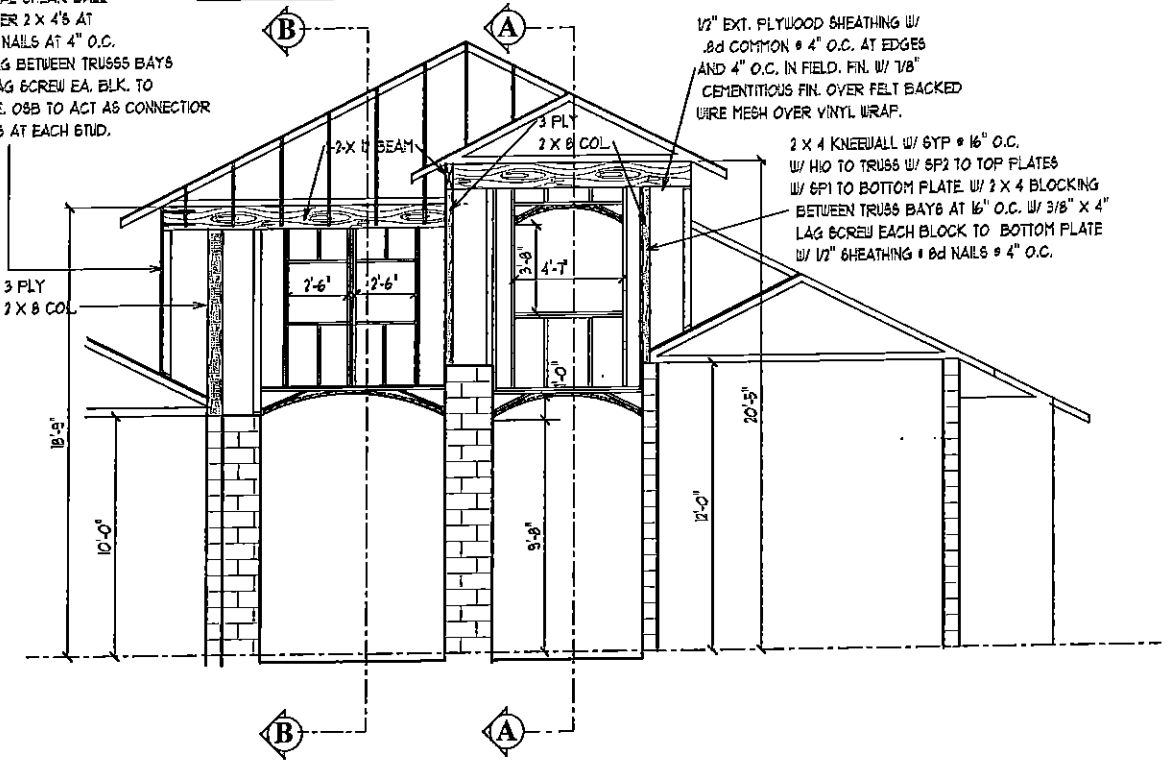 ER 2 X 4'S AT
NAILS AT 4" O.C.
G BETWEEN TRUSSS BAYS
AG SCREW EA. BLK. TO
E. OSB TO ACT AS CONNECTIOR
S AT EACH STUD.
B
A
1/2" EXT. PLYWOOD SHEATHING W/
.8d COMMON @ 4" O.C. AT EDGES
AND 4" O.C. IN FIELD. FIN. W/ 7/8"
CEMENTITIOUS FIN. OVER FELT BACKED
WIRE MESH OVER VINYL WRAP.
3 PLY
2 X 8 COL
BEAM
2 X 4 KNEEWALL W/ SYP @ 16" O.C.
W/ H10 TO TRUSS W/ SP2 TO TOP PLATES
W/ SP1 TO BOTTOM PLATE W/ 2 X 4 BLOCKING
BETWEEN TRUSS BAYS AT 16" O.C. W/ 3/8" X 4"
LAG SCREW EACH BLOCK TO BOTTOM PLATE
W/ 1/2" SHEATHING & 8d NAILS @ 4" O.C.
3 PLY
2 X 8 COL
2'-6"
2'-6"
3'-8"
4'-7"
1'-0"
18'-9"
10'-0"
9'-8"
12'-0"
20'-5"
B
A